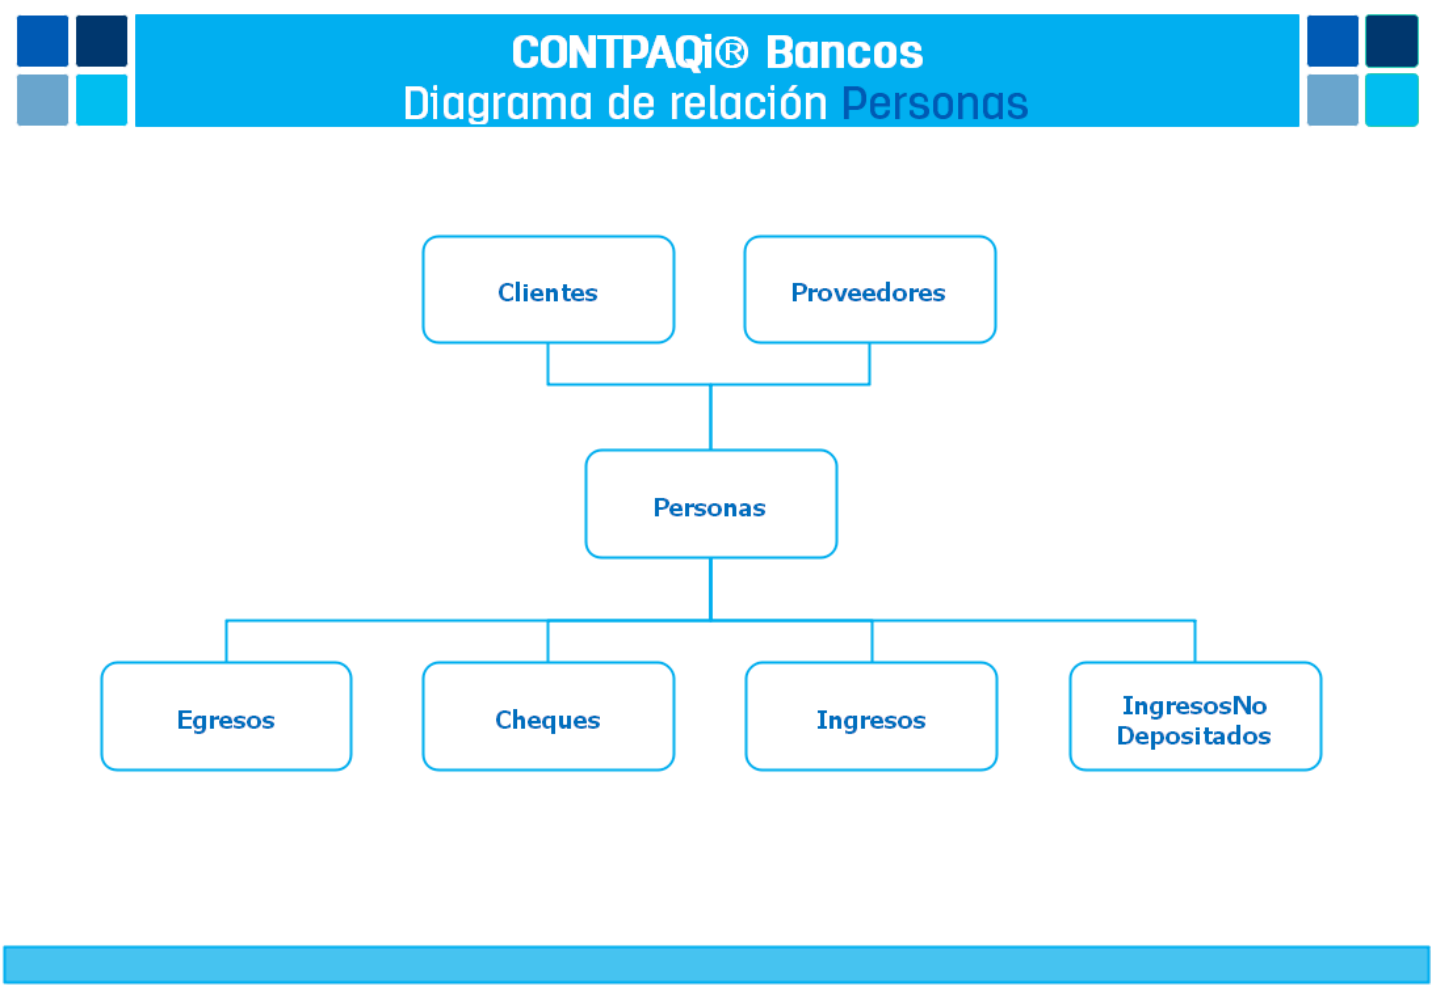 CONTPAQi® Bancos
Diagrama de relación Personas
Clientes
Proveedores
Personas
Egresos
Cheques
Ingresos
IngresosNo
Depositados